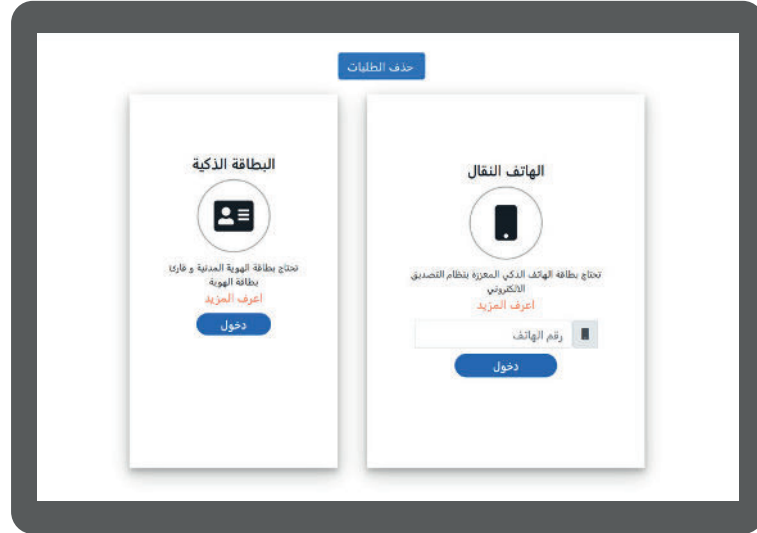 حذف الطلبات
الهاتف النقال
تحتاج بطاقة الهاتف الذكي المعززة بنظام التصديق
الالكتروني
اعرف المزيد
رقم الهاتف
دخول
البطاقة الذكية
تحتاج بطاقة الهوية المدنية و قارئ
بطاقة الهوية
اعرف المزيد
دخول